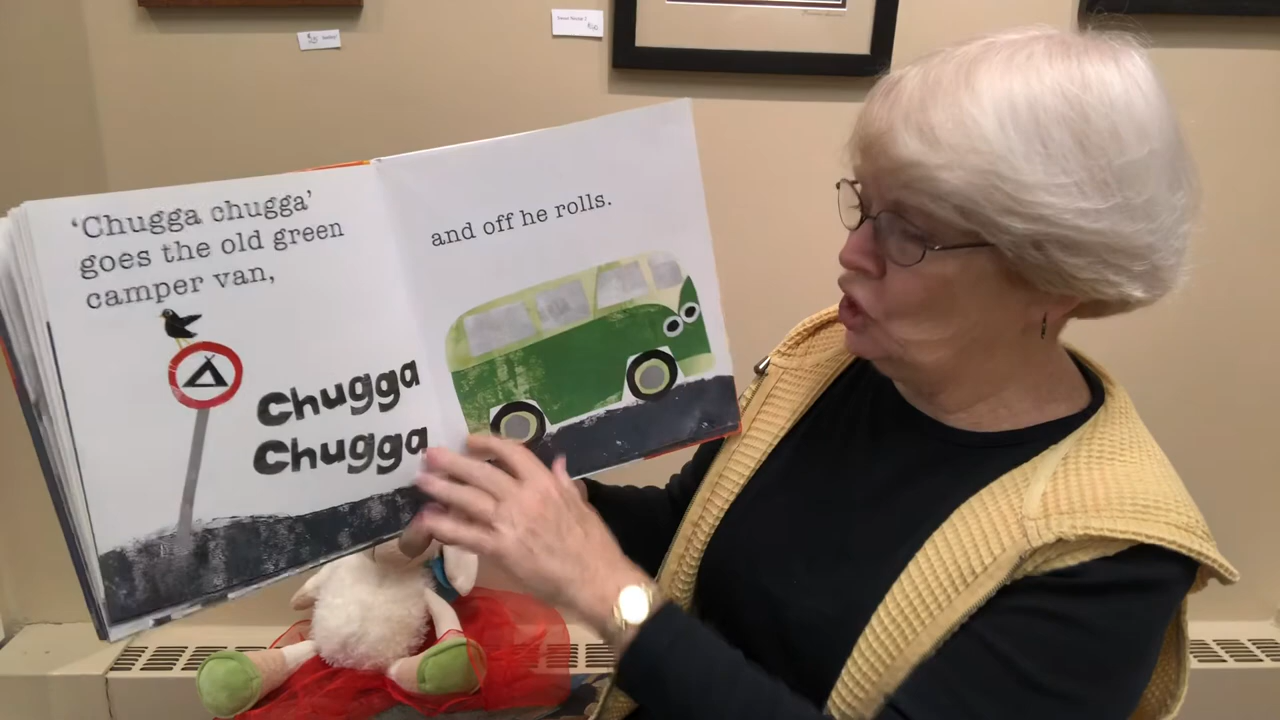 'Chugga chugga'
goes the old green
camper van,
Chugga
Chugga
and off he rolls.